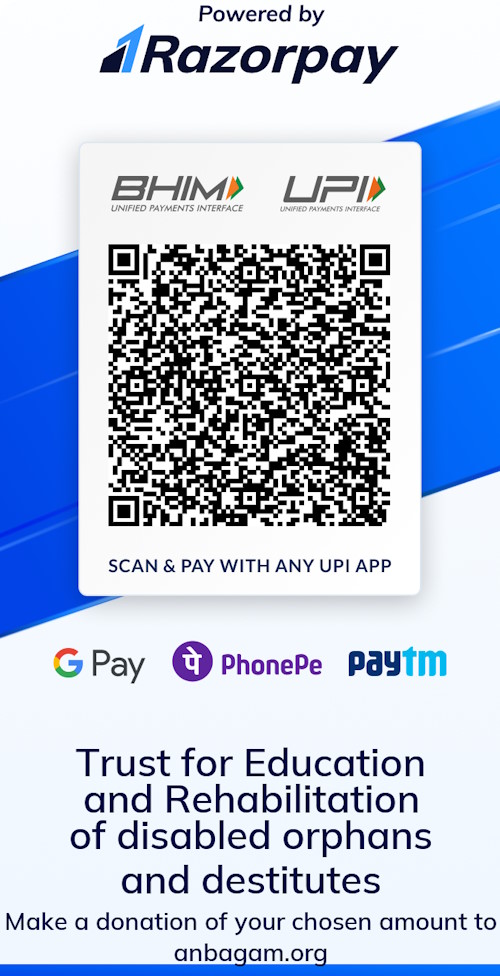 Powered by
Razorpay
BHIM UPI
UNIFIED PAYMENTS INTERFACE UNIFIED PAYMENTS INTERFACE
SCAN & PAY WITH ANY UPI APP
G Pay पे PhonePe paytm
Trust for Education
and Rehabilitation
of disabled orphans
and destitutes
Make a donation of your chosen amount to
anbagam.org